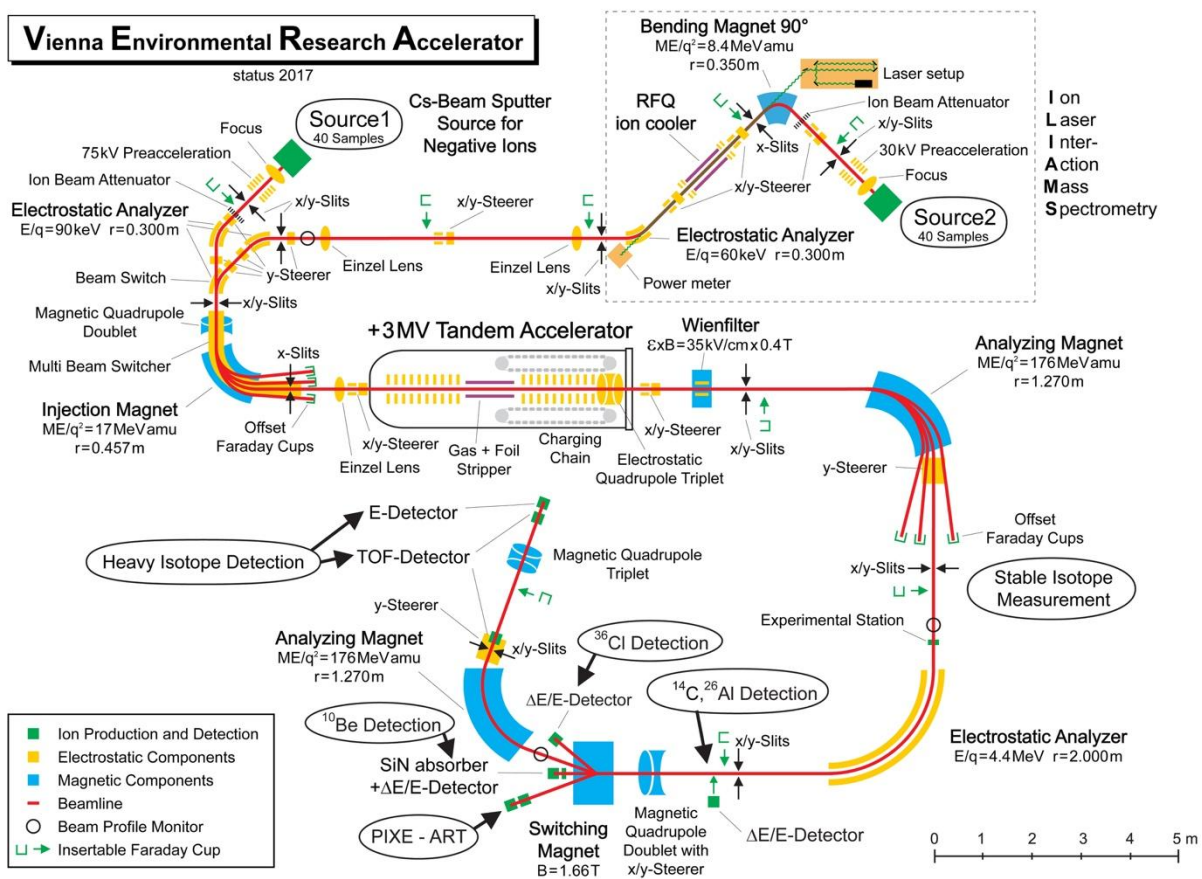 Vienna Environmental Research Accelerator
status 2017
Source1
40 Samples
Cs-Beam Sputter
Source for
Negative Ions
Focus
75kV Preacceleration
Ion Beam Attenuator
x/y-Slits
Electrostatic Analyzer
E/q=90keV r=0.300m
x/y-Steerer
y-Steerer
Einzel Lens
Einzel Lens
x/y-Slits
Beam Switch
x/y-Slits
Magnetic Quadrupole
Doublet
Multi Beam Switcher
Injection Magnet
ME/q²=17MeVamu
r=0.457m
Bending Magnet 90°
ME/q²=8.4MeVamu
r=0.350m
Laser setup
RFQ
ion cooler
Ion Beam Attenuator
x/y-Slits
x-Slits
30kV Preacceleration
x/y-Steerer
Focus
Source2
40 Samples
Electrostatic Analyzer
E/q=60keV r=0.300m
Power meter
Ion
Laser
Inter-
Action
Mass
Spectrometry
x-Slits
Offset
Faraday Cups
+3MV Tandem Accelerator
x/y-Steerer
Einzel Lens
Gas + Foil
Stripper
Charging
Chain
Electrostatic
Quadrupole Triplet
x/y-Steerer
Wienfilter
ƐxB=35kV/cmx0.4T
x/y-Slits
Analyzing Magnet
ME/q²=176MeVamu
r=1.270m
y-Steerer
Offset
Faraday Cups
x/y-Slits
Stable Isotope
Measurement
Experimental Station
Electrostatic Analyzer
E/q=4.4MeV r=2.000m
E-Detector
Heavy Isotope Detection
TOF-Detector
Magnetic Quadrupole
Triplet
y-Steerer
x/y-Slits
Analyzing Magnet
ME/q²=176MeVamu
r=1.270m
³⁶Cl Detection
ΔE/E-Detector
¹⁴C,²⁶Al Detection
x/y-Slits
¹⁰Be Detection
SiN absorber
+ΔE/E-Detector
PIXE - ART
Switching
Magnet
B=1.66T
Magnetic
Quadrupole
Doublet with
x/y-Steerer
ΔE/E-Detector
Ion Production and Detection
Electrostatic Components
Magnetic Components
Beamline
Beam Profile Monitor
Insertable Faraday Cup
0 1 2 3 4 5 m